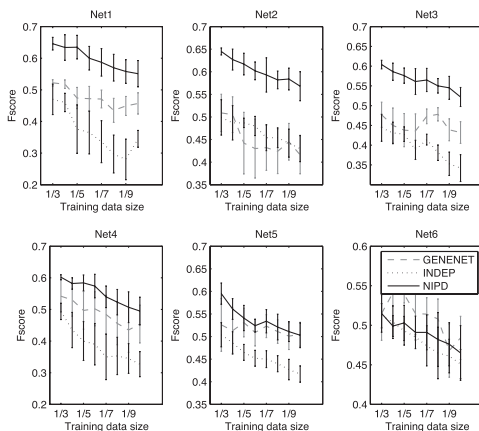 Net1
Net2
Net3
Fscore
0.7
0.6
0.5
0.4
0.3
0.2
1/3 1/5 1/7 1/9
Training data size
Fscore
0.7
0.65
0.6
0.55
0.5
0.45
0.4
0.35
1/3 1/5 1/7 1/9
Training data size
Fscore
0.65
0.6
0.55
0.5
0.45
0.4
0.35
1/3 1/5 1/7 1/9
Training data size
Net4
Net5
Net6
Fscore
0.7
0.6
0.5
0.4
0.3
0.2
1/3 1/5 1/7 1/9
Training data size
Fscore
0.65
0.6
0.55
0.5
0.45
0.4
0.35
1/3 1/5 1/7 1/9
Training data size
Fscore
0.6
0.55
0.5
0.45
0.4
GENENET
INDEP
NIPD
1/3 1/5 1/7 1/9
Training data size